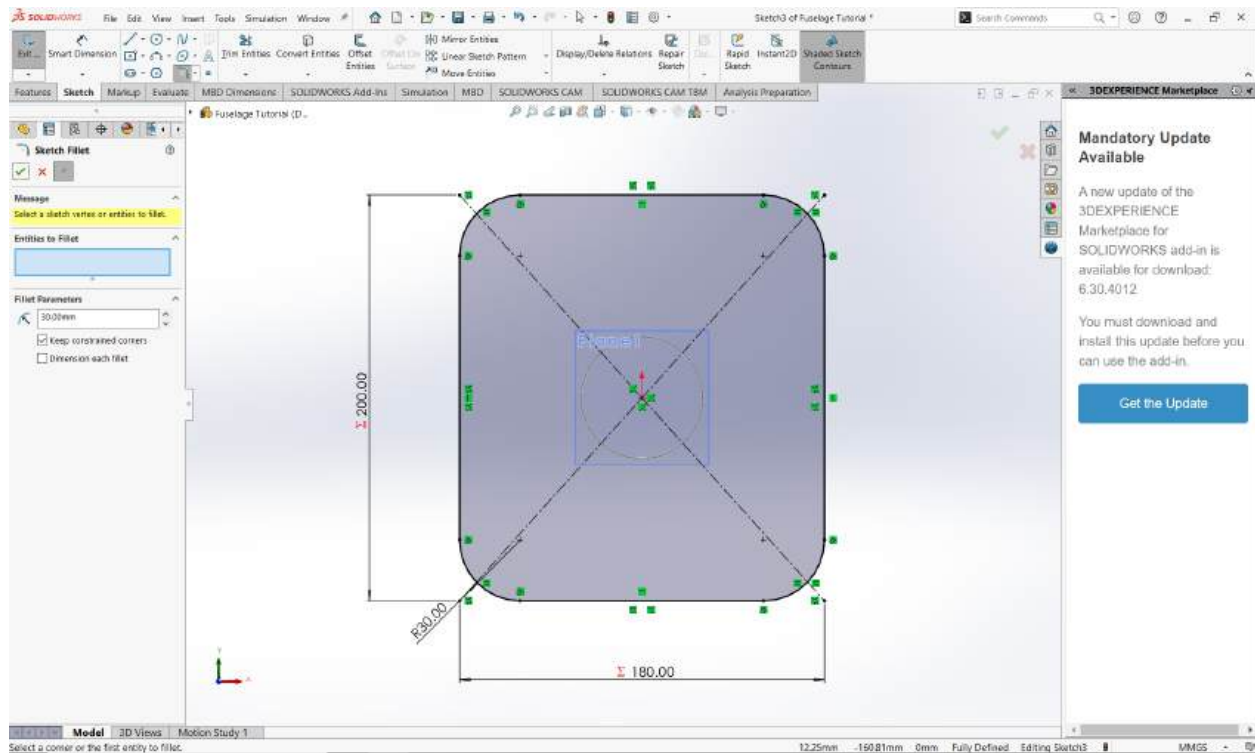 SOLIDWORKS File Edit View Insert Tools Simulation Window Sketch3 of Fuselage Tutorial * Search Commands
Exit... Smart Dimension Trim Entities Convert Entities Offset Entities Mirror Entities Linear Sketch Pattern Move Entities Display/Delete Relations Repair Sketch Rapid Sketch Instant2D Shaded Sketch Contours
Features Sketch Markup Evaluate MBD Dimensions SOLIDWORKS Add-Ins Simulation MBD SOLIDWORKS CAM SOLIDWORKS CAM TBM Analysis Preparation
3DEXPERIENCE Marketplace
Fuselage Tutorial (D...
Sketch Fillet
Message
Select a sketch vertex or entities to fillet.
Entities to Fillet
Fillet Parameters
30.00mm
Keep constrained corners
Dimension each fillet
Plane1
Σ 200.00
R30.00
Σ 180.00
Mandatory Update
Available
A new update of the
3DEXPERIENCE
Marketplace for
SOLIDWORKS add-in is
available for download:
6.30.4012
You must download and
install this update before you
can use the add-in.
Get the Update
Model 3D Views Motion Study 1
Select a corner or the first entity to fillet. 12.25mm -160.81mm 0mm Fully Defined Editing Sketch3 MMGS